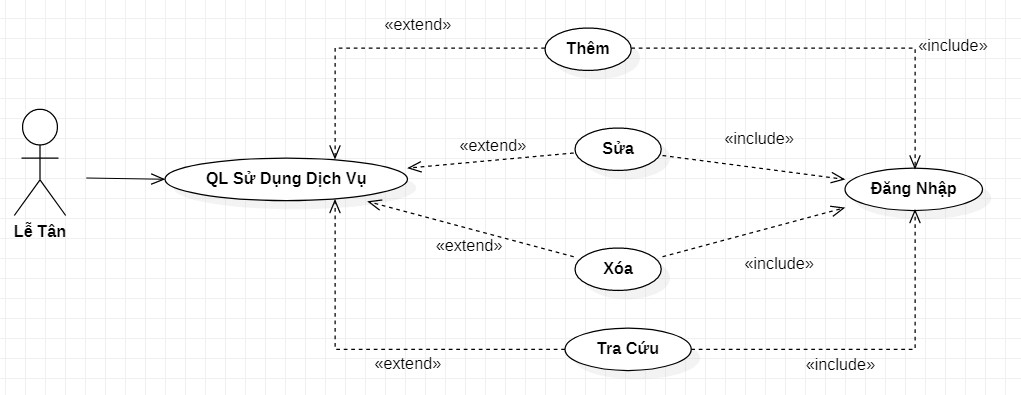 «extend»
Thêm
«include»
«extend»
Sửa
«include»
QL Sử Dụng Dịch Vụ
Đăng Nhập
Lễ Tân
«extend»
Xóa
«include»
Tra Cứu
«extend»
«include»